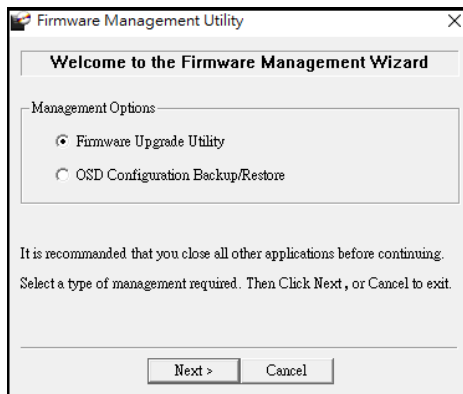 Firmware Management Utility
Welcome to the Firmware Management Wizard
Management Options
Firmware Upgrade Utility
OSD Configuration Backup/Restore
It is recommanded that you close all other applications before continuing.
Select a type of management required. Then Click Next , or Cancel to exit.
Next >
Cancel